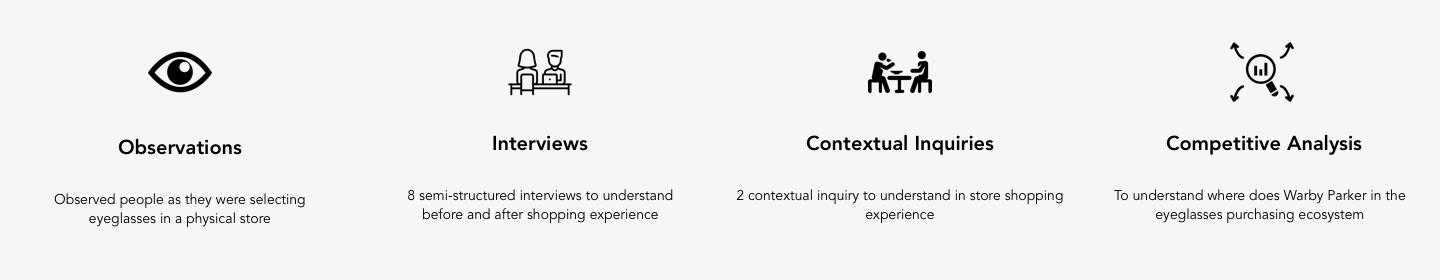 Observations
Observed people as they were selecting
eyeglasses in a physical store
Interviews
8 semi-structured interviews to understand
before and after shopping experience
Contextual Inquiries
2 contextual inquiry to understand in store shopping
experience
Competitive Analysis
To understand where does Warby Parker in the
eyeglasses purchasing ecosystem